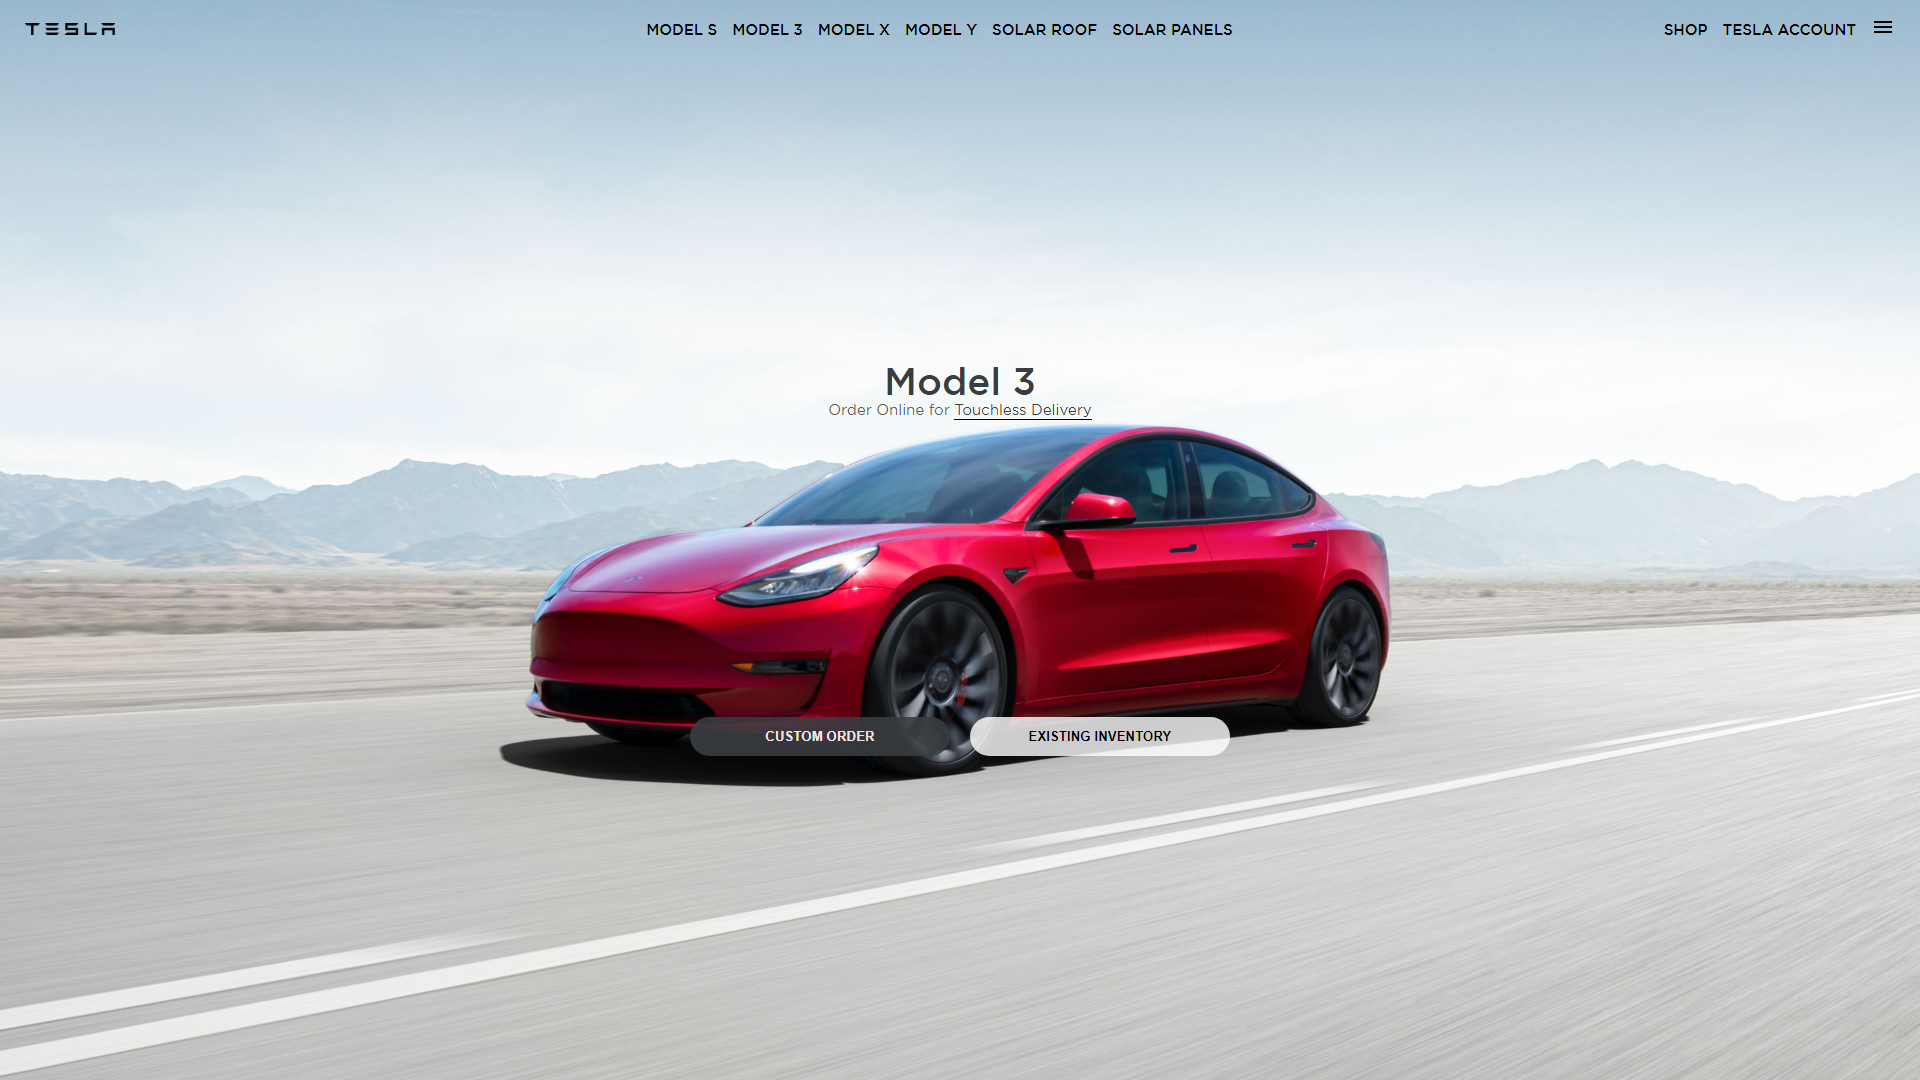 TESLA
MODEL S MODEL 3 MODEL X MODEL Y SOLAR ROOF SOLAR PANELS
SHOP TESLA ACCOUNT
Model 3
Order Online for Touchless Delivery
CUSTOM ORDER
EXISTING INVENTORY